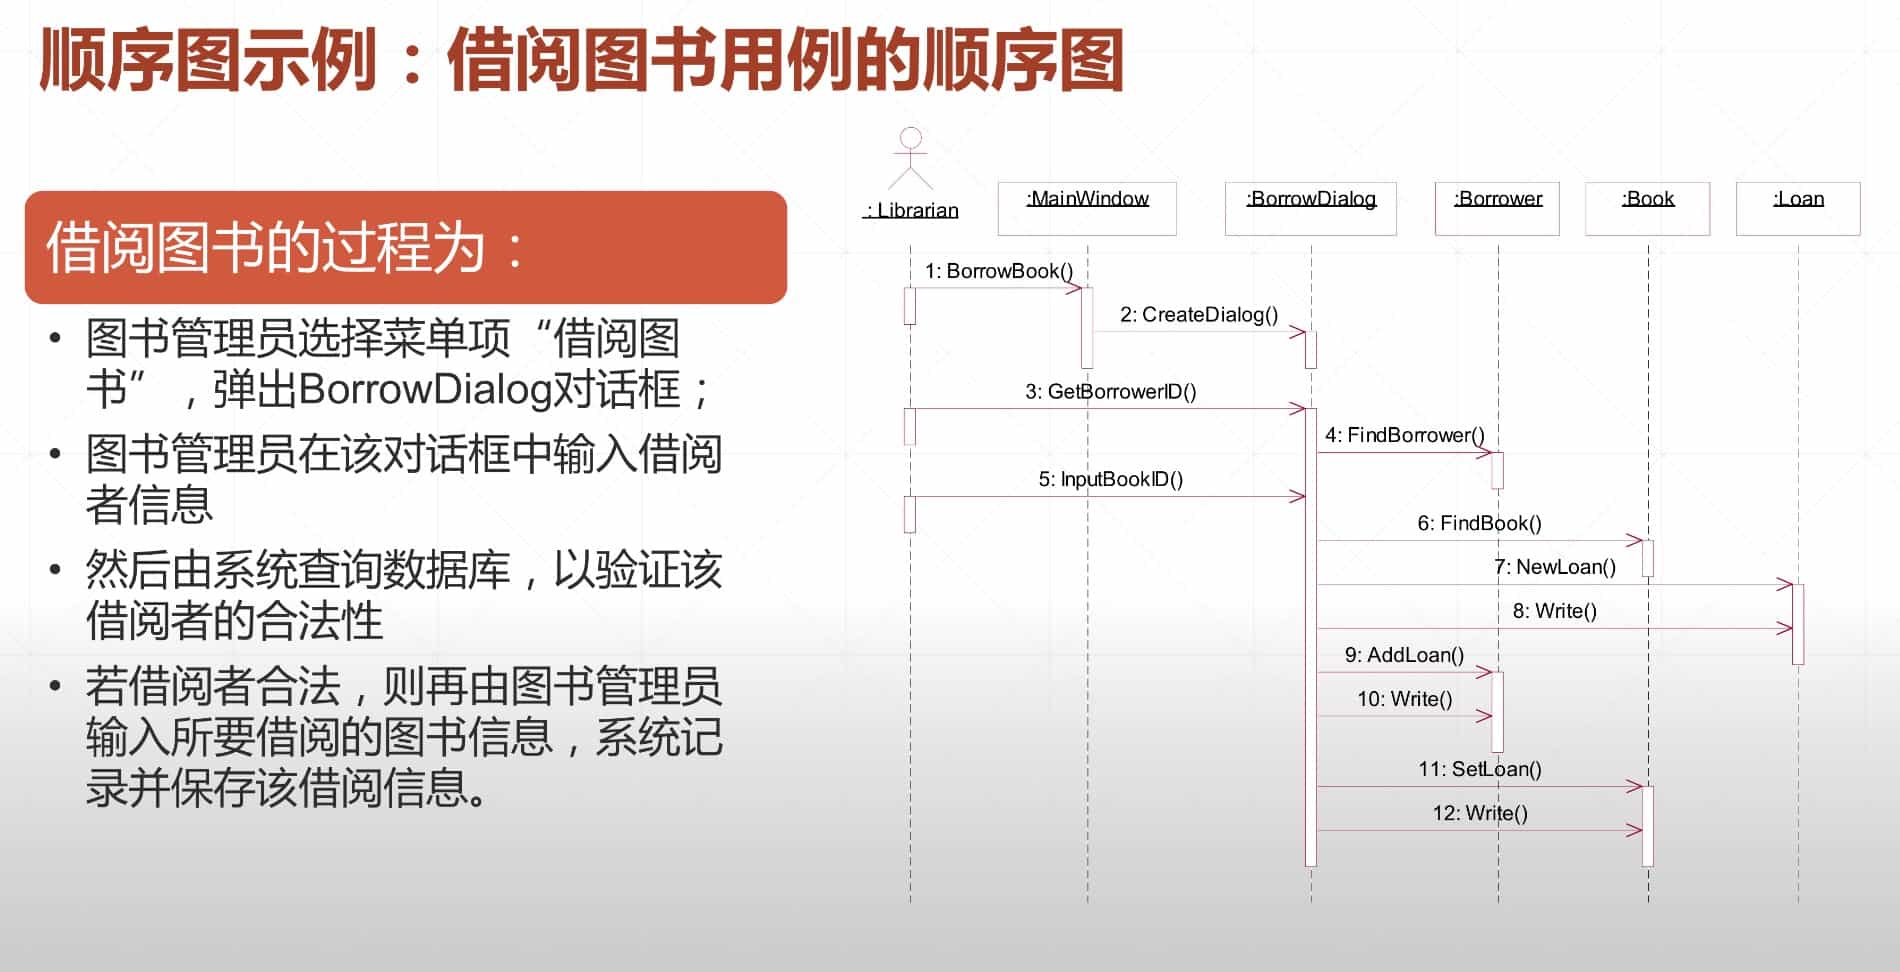 顺序图示例：借阅图书用例的顺序图
借阅图书的过程为：
• 图书管理员选择菜单项“借阅图
书”，弹出BorrowDialog对话框；
• 图书管理员在该对话框中输入借阅
者信息
• 然后由系统查询数据库，以验证该
借阅者的合法性
• 若借阅者合法，则再由图书管理员
输入所要借阅的图书信息，系统记
录并保存该借阅信息。
: Librarian
:MainWindow
:BorrowDialog
:Borrower
:Book
:Loan
1: BorrowBook()
2: CreateDialog()
3: GetBorrowerID()
4: FindBorrower()
5: InputBookID()
6: FindBook()
7: NewLoan()
8: Write()
9: AddLoan()
10: Write()
11: SetLoan()
12: Write()